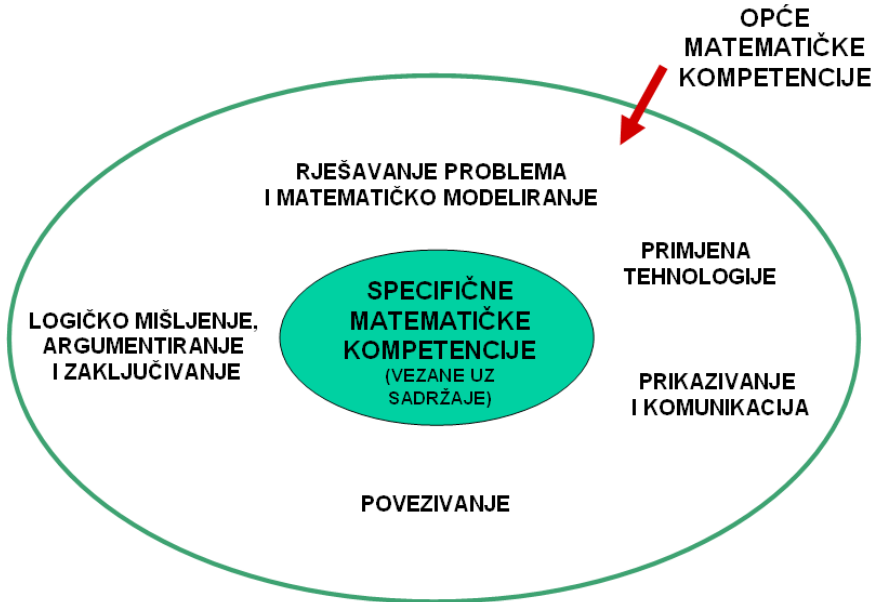 OPĆE
MATEMATIČKE
KOMPETENCIJE
RJEŠAVANJE PROBLEMA
I MATEMATIČKO MODELIRANJE
PRIMJENA
TEHNOLOGIJE
SPECIFIČNE
MATEMATIČKE
KOMPETENCIJE
(VEZANE UZ
SADRŽAJE)
LOGIČKO MIŠLJENJE,
ARGUMENTIRANJE
I ZAKLJUČIVANJE
PRIKAZIVANJE
I KOMUNIKACIJA
POVEZIVANJE